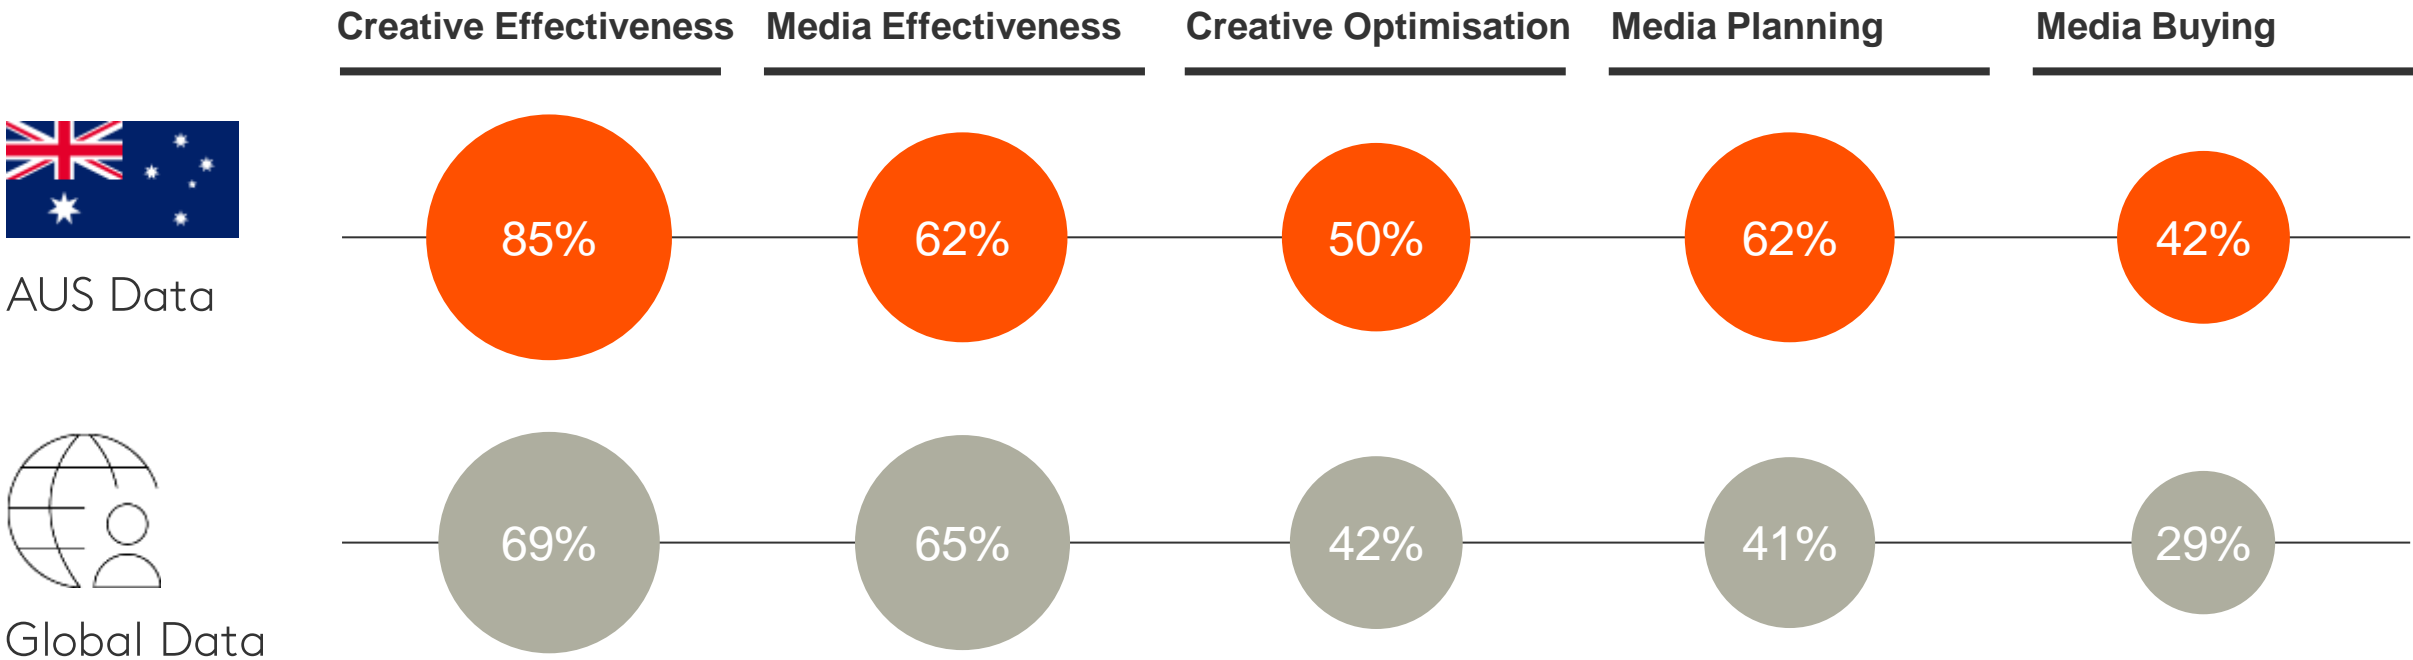 Creative Effectiveness Media Effectiveness Creative Optimisation Media Planning Media Buying
85% 62% 50% 62% 42%
AUS Data
69% 65% 42% 41% 29%
Global Data